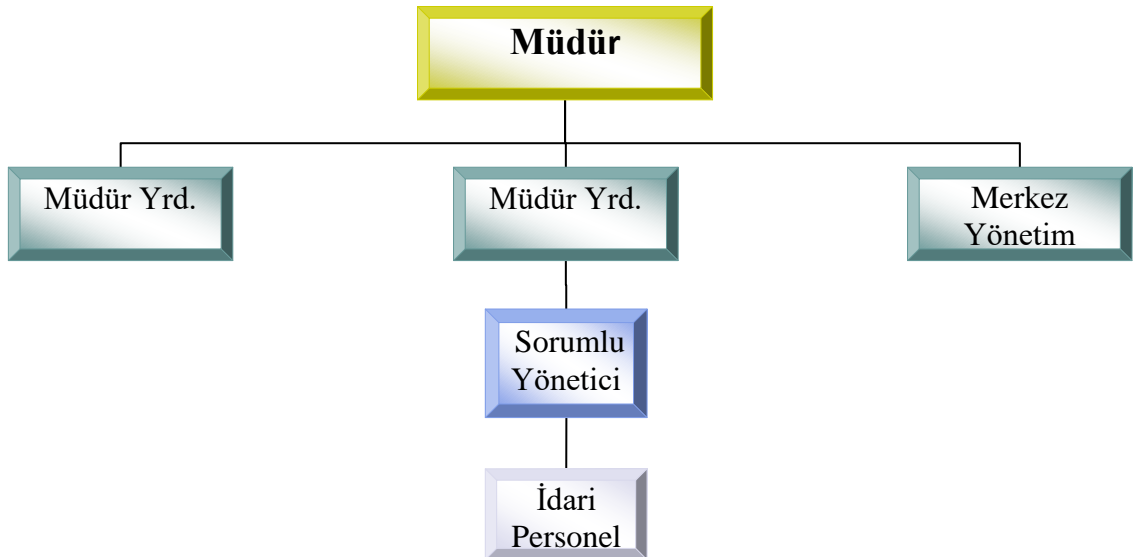 Müdür
Müdür Yrd.
Müdür Yrd.
Merkez
Yönetim
Sorumlu
Yönetici
İdari
Personel